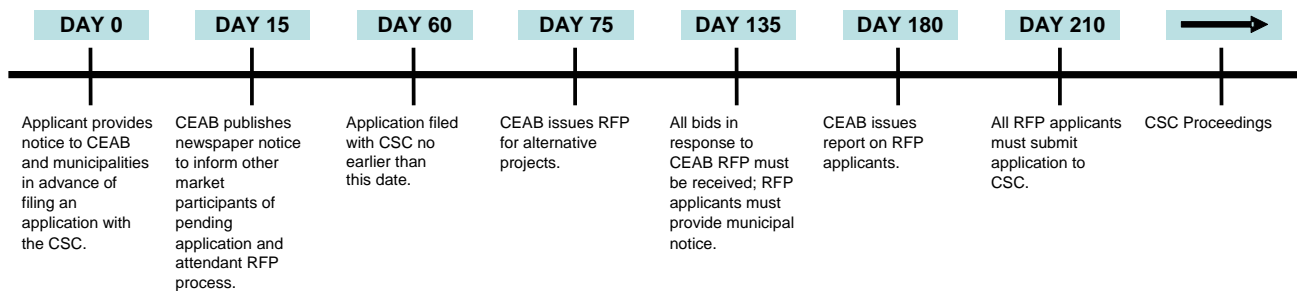 DAY 0
DAY 15
DAY 60
DAY 75
DAY 135
DAY 180
DAY 210
Applicant provides
notice to CEAB
and municipalities
in advance of
filing an
application with
the CSC.
CEAB publishes
newspaper notice
to inform other
market
participants of
pending
application and
attendant RFP
process.
Application filed
with CSC no
earlier than
this date.
CEAB issues RFP
for alternative
projects.
All bids in
response to
CEAB RFP must
be received; RFP
applicants must
provide municipal
notice.
CEAB issues
report on RFP
applicants.
All RFP applicants
must submit
application to
CSC.
CSC Proceedings